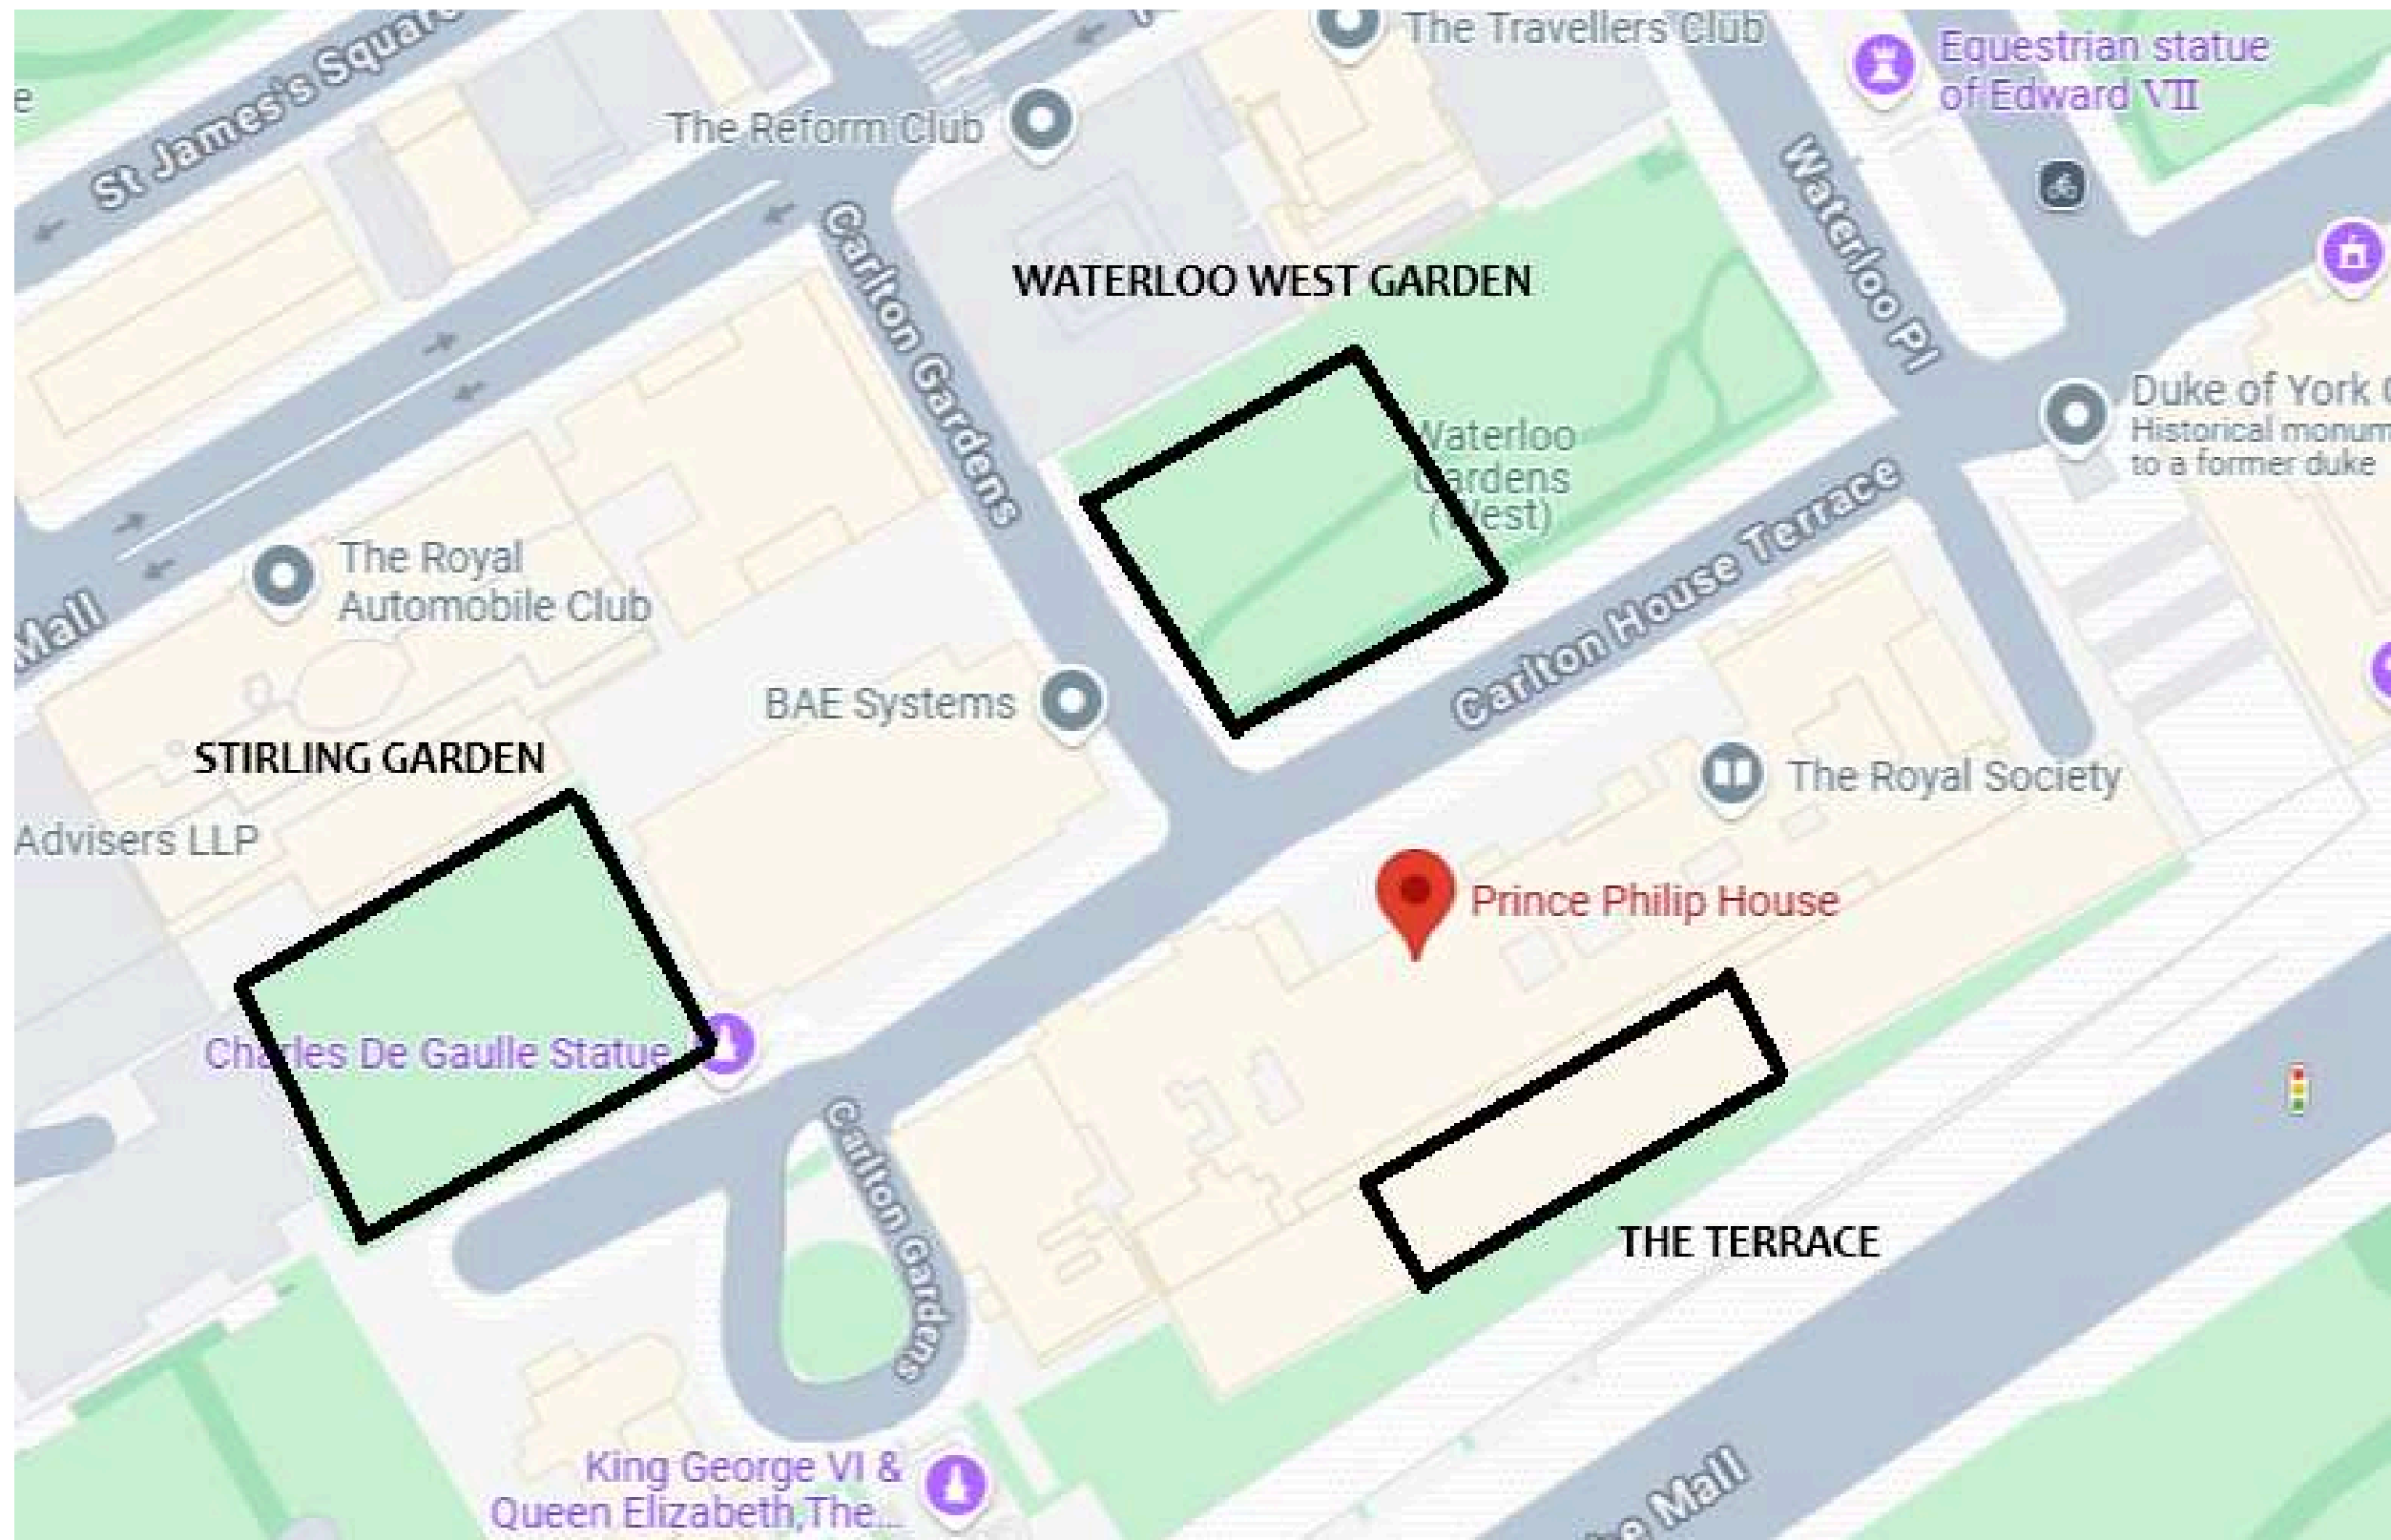 The Travellers Club
Equestrian statue
of Edward VII
St James's Square
e
The Reform Club
Waterloo Pl
Carlton Gardens
WATERLOO WEST GARDEN
Duke of York
Historical monum
to a former duke
Waterloo
Gardens
(West)
Carlton House Terrace
The Royal
Automobile Club
Mall
BAE Systems
STIRLING GARDEN
The Royal Society
Advisers LLP
Prince Philip House
Charles De Gaulle Statue
Carlton Gardens
THE TERRACE
King George VI &
Queen Elizabeth,The...
he Mall